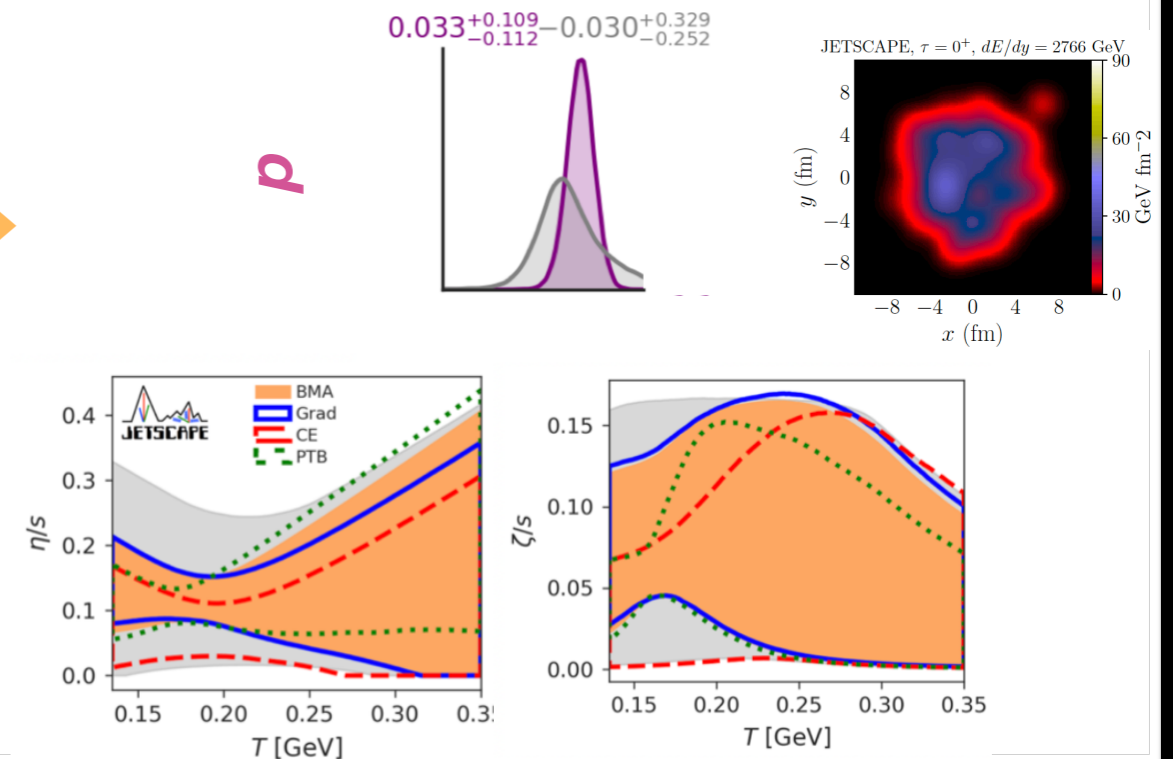 0.033+0.109−0.112 −0.030+0.329−0.252
p
JETSCAPE, τ = 0⁺, dE/dy = 2766 GeV
90
60
30
0
GeV fm⁻²
8
4
0
−4
−8
y (fm)
−8 −4 0 4 8
x (fm)
JETSCAPE
BMA
Grad
CE
PTB
0.4
0.3
0.2
0.1
0.0
η/s
0.15 0.20 0.25 0.30 0.3
T [GeV]
0.15
0.10
0.05
0.00
ζ/s
0.15 0.20 0.25 0.30 0.35
T [GeV]